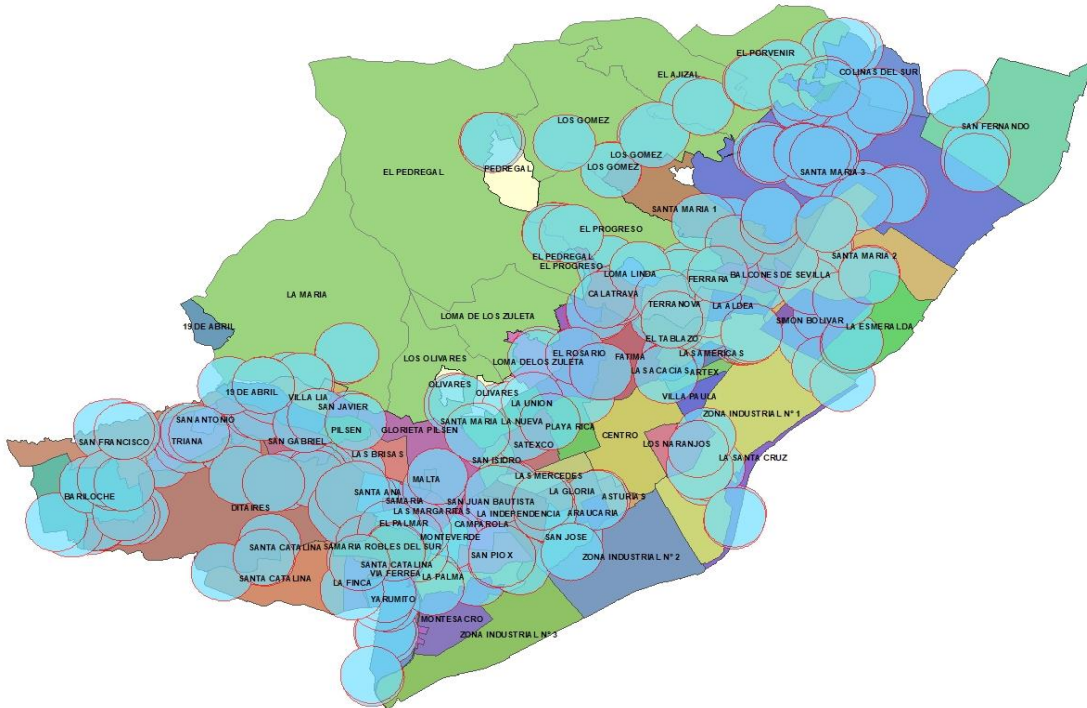 EL PORVENIR
EL AJIZAL
COLINAS DEL SUR
LOS GOMEZ
SAN FERNANDO
LOS GOMEZ
LOS GOMEZ
EL PEDREGAL
PEDREGAL
SANTA MARIA 3
SANTA MARIA 1
EL PROGRESO
SANTA MARIA 2
EL PEDREGAL
EL PROGRESO
LOMA LINDA
FERRARA
BALCONES DE SEVILLA
LA MARIA
CALATRAVA
TERRANOVA
LA ALDEA
LOMA DE LOS ZULETA
SIMON BOLIVAR
19 DE ABRIL
LA ESMERALDA
EL TABLAZO
EL ROSARIO
FATIMA
LAS AMERICAS
LOS OLIVARES
LOMA DE LOS ZULETA
LAS ACACIAS
ARTEX
OLIVARES
OLIVARES
19 DE ABRIL
VILLA LIA
VILLA PAULA
SAN JAVIER
LA UNION
ZONA INDUSTRIAL N° 1
SAN ANTONIO
SANTA MARIA LA NUEVA
PILSEN
GLORIETA PILSEN
PLAYA RICA
CENTRO
SAN FRANCISCO
TRIANA
SAN GABRIEL
SATEXCO
LOS NARANJOS
LAS BRISAS
SAN ISIDRO
LA SANTA CRUZ
BARILOCHE
MALTA
LAS MERCEDES
SANTA ANA
LA GLORIA
ASTURIAS
SAMARIA
SAN JUAN BAUTISTA
DITAIRES
LAS MARGARITAS
LA INDEPENDENCIA
ARAUCARIA
EL PALMAR
CAMPAROLA
MONTEVERDE
SAN JOSE
SANTA CATALINA
SAMARIA ROBLES DEL SUR
SAN PIO X
ZONA INDUSTRIAL N° 2
SANTA CATALINA
VIA FERREA
SANTA CATALINA
LA FINCA
LA PALMA
YARUMITO
MONTESACRO
ZONA INDUSTRIAL N° 3